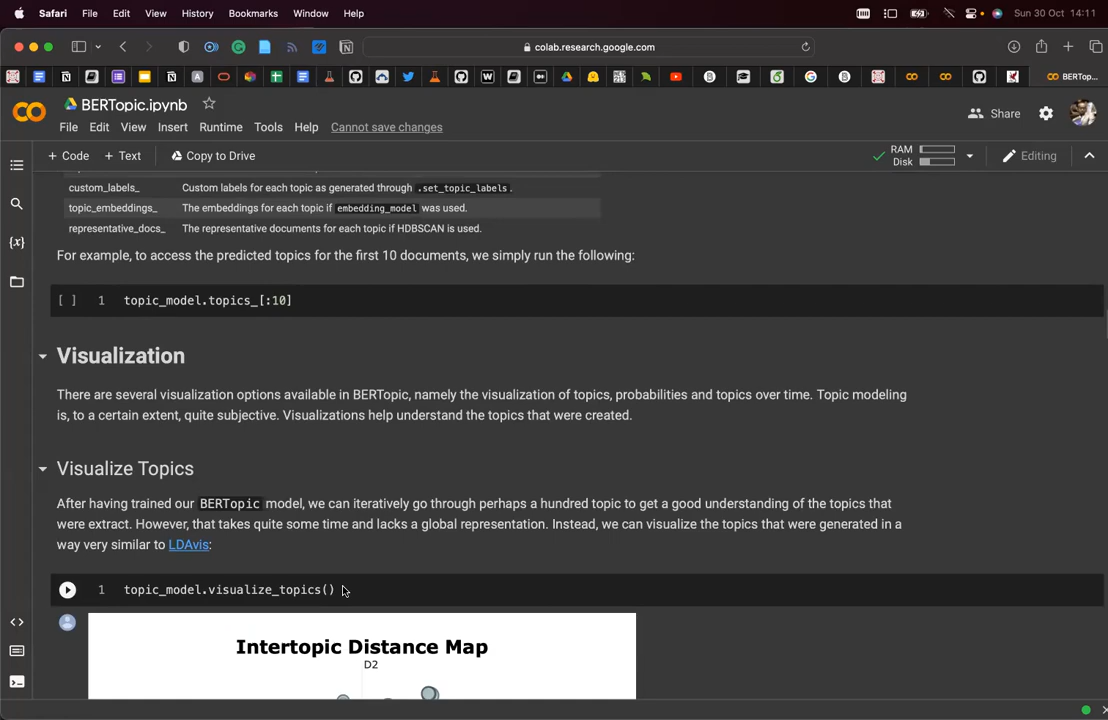 Safari File Edit View History Bookmarks Window Help Sun 30 Oct 14:11
colab.research.google.com
BERTop...
BERTopic.ipynb
File Edit View Insert Runtime Tools Help Cannot save changes
Share
+ Code + Text Copy to Drive
RAM
Disk
Editing
custom_labels_ Custom labels for each topic as generated through .set_topic_labels.
topic_embeddings_ The embeddings for each topic if embedding_model was used.
representative_docs_ The representative documents for each topic if HDBSCAN is used.
For example, to access the predicted topics for the first 10 documents, we simply run the following:
[ ] 1 topic_model.topics_[:10]
Visualization
There are several visualization options available in BERTopic, namely the visualization of topics, probabilities and topics over time. Topic modeling
is, to a certain extent, quite subjective. Visualizations help understand the topics that were created.
Visualize Topics
After having trained our BERTopic model, we can iteratively go through perhaps a hundred topic to get a good understanding of the topics that
were extract. However, that takes quite some time and lacks a global representation. Instead, we can visualize the topics that were generated in a
way very similar to LDAvis:
1 topic_model.visualize_topics()
Intertopic Distance Map
D2